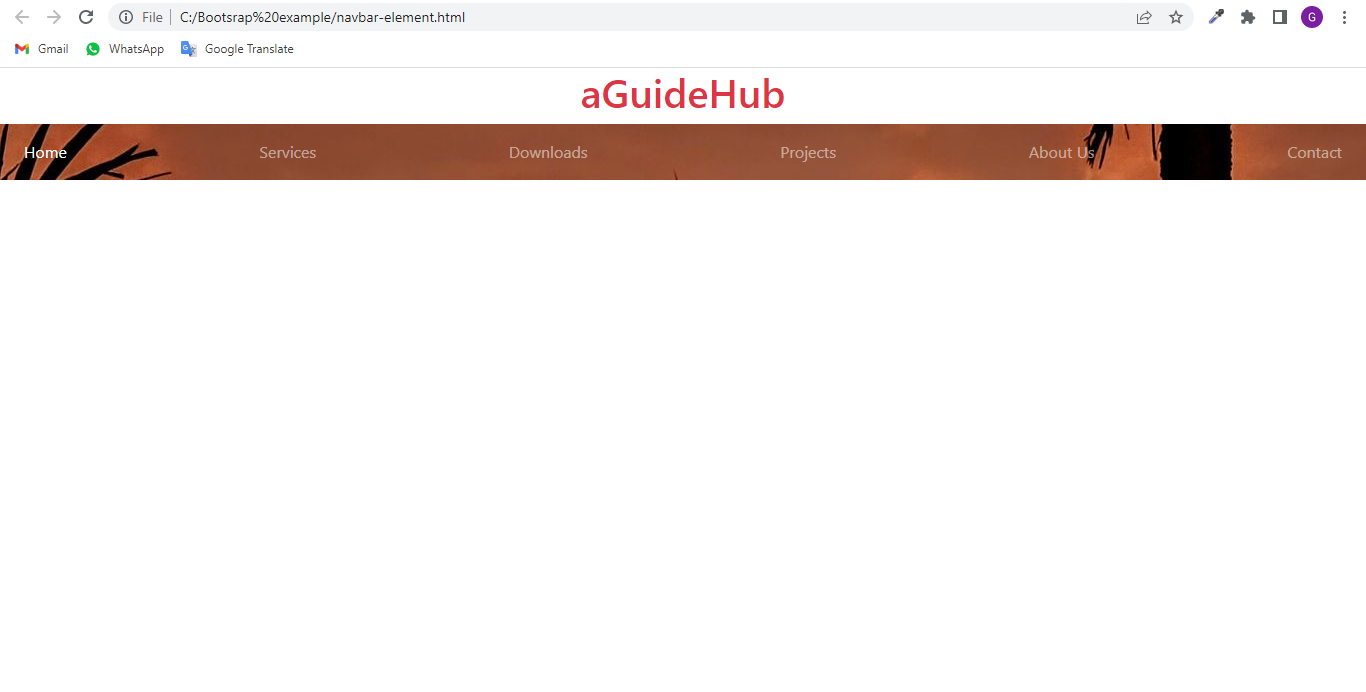 File C:/Bootsrap%20example/navbar-element.html G
Gmail WhatsApp Google Translate
aGuideHub
Home Services Downloads Projects About Us Contact